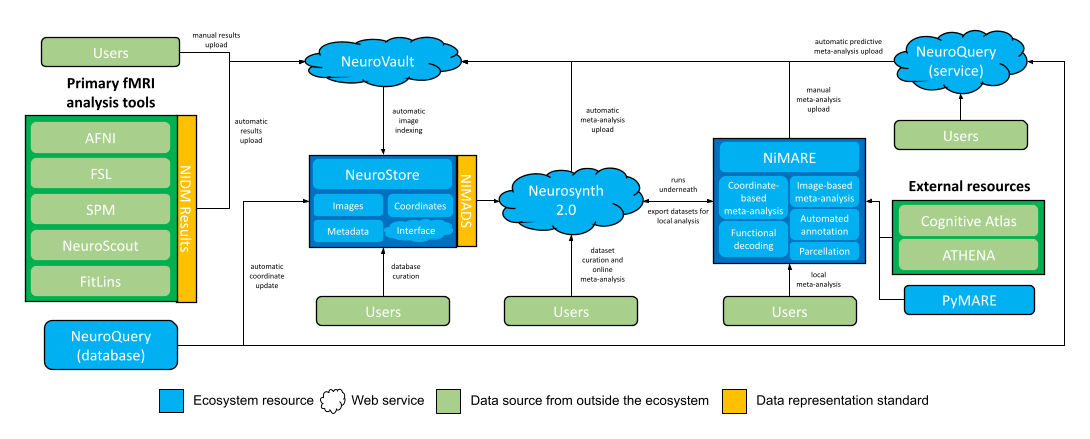 Users
manual results
upload
Primary fMRI
analysis tools
AFNI
FSL
SPM
NeuroScout
FitLins
NIDM Results
automatic
results
upload
NeuroQuery
(database)
automatic
coordinate
update
NeuroVault
automatic
image
indexing
NeuroStore
Images
Coordinates
Metadata
Interface
NIMADS
database
curation
Users
automatic
meta-analysis
upload
Neurosynth
2.0
dataset
curation and
online
meta-analysis
Users
runs
underneath
export datasets for
local analysis
manual
meta-analysis
upload
NiMARE
Coordinate-
based
meta-analysis
Image-based
meta-analysis
Functional
decoding
Automated
annotation
Parcellation
local
meta-analysis
Users
automatic predictive
meta-analysis upload
NeuroQuery
(service)
Users
External resources
Cognitive Atlas
ATHENA
PyMARE
Ecosystem resource
Web service
Data source from outside the ecosystem
Data representation standard